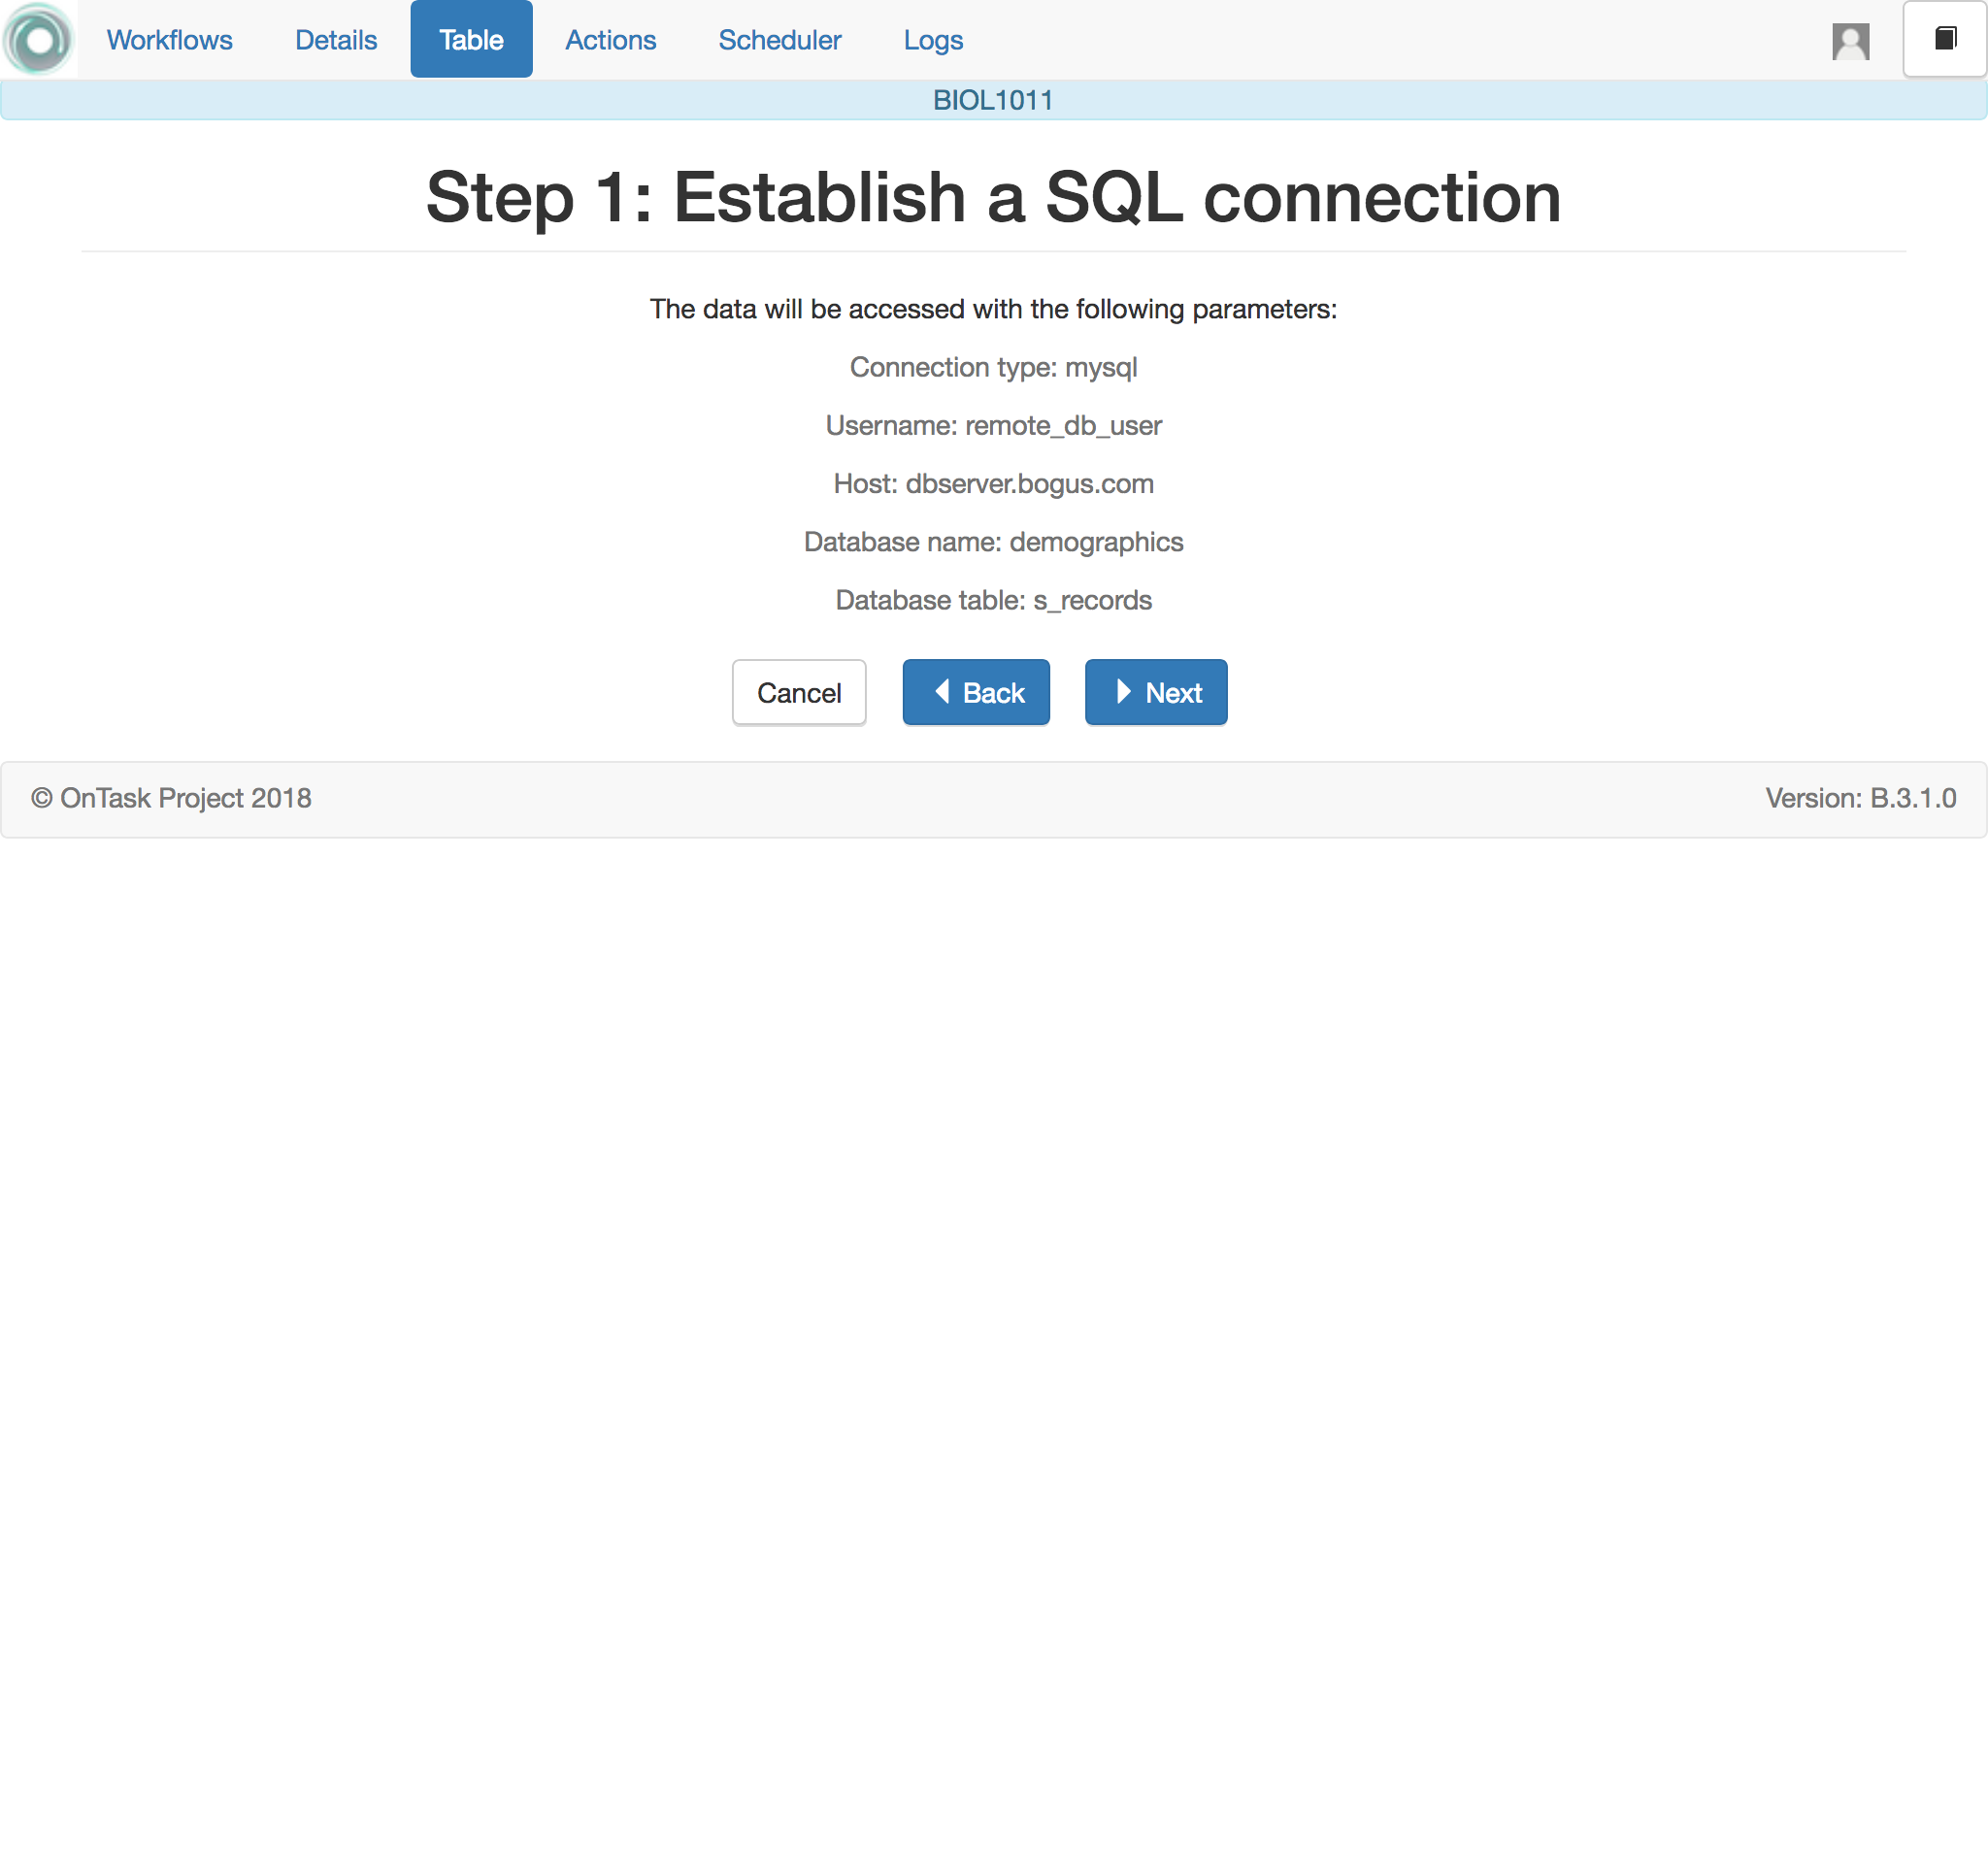 Workflows Details Table Actions Scheduler Logs
BIOL1011
Step 1: Establish a SQL connection
The data will be accessed with the following parameters:
Connection type: mysql
Username: remote_db_user
Host: dbserver.bogus.com
Database name: demographics
Database table: s_records
Cancel Back Next
© OnTask Project 2018 Version: B.3.1.0